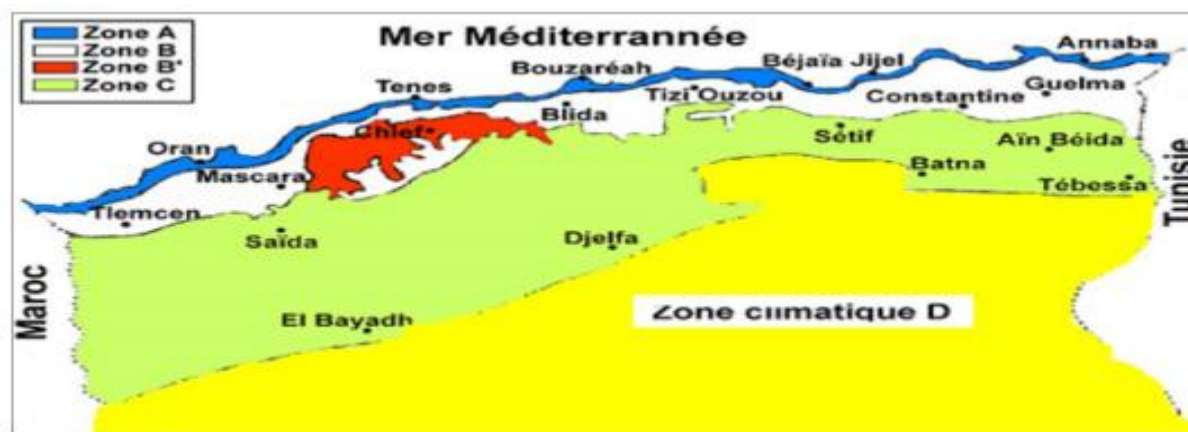 Zone A
Zone B
Zone B'
Zone C
Mer Méditerrannée
Annaba
Bouzaréah
Béjaïa Jijel
Tenes
Tizi Ouzou
Guelma
Blida
Constantine
Chlef
Oran
Sétif
Aïn Béida
Mascara
Batna
Tébessa
Tlemcen
Saïda
Djelfa
Tunisie
Maroc
Zone climatique D
El Bayadh